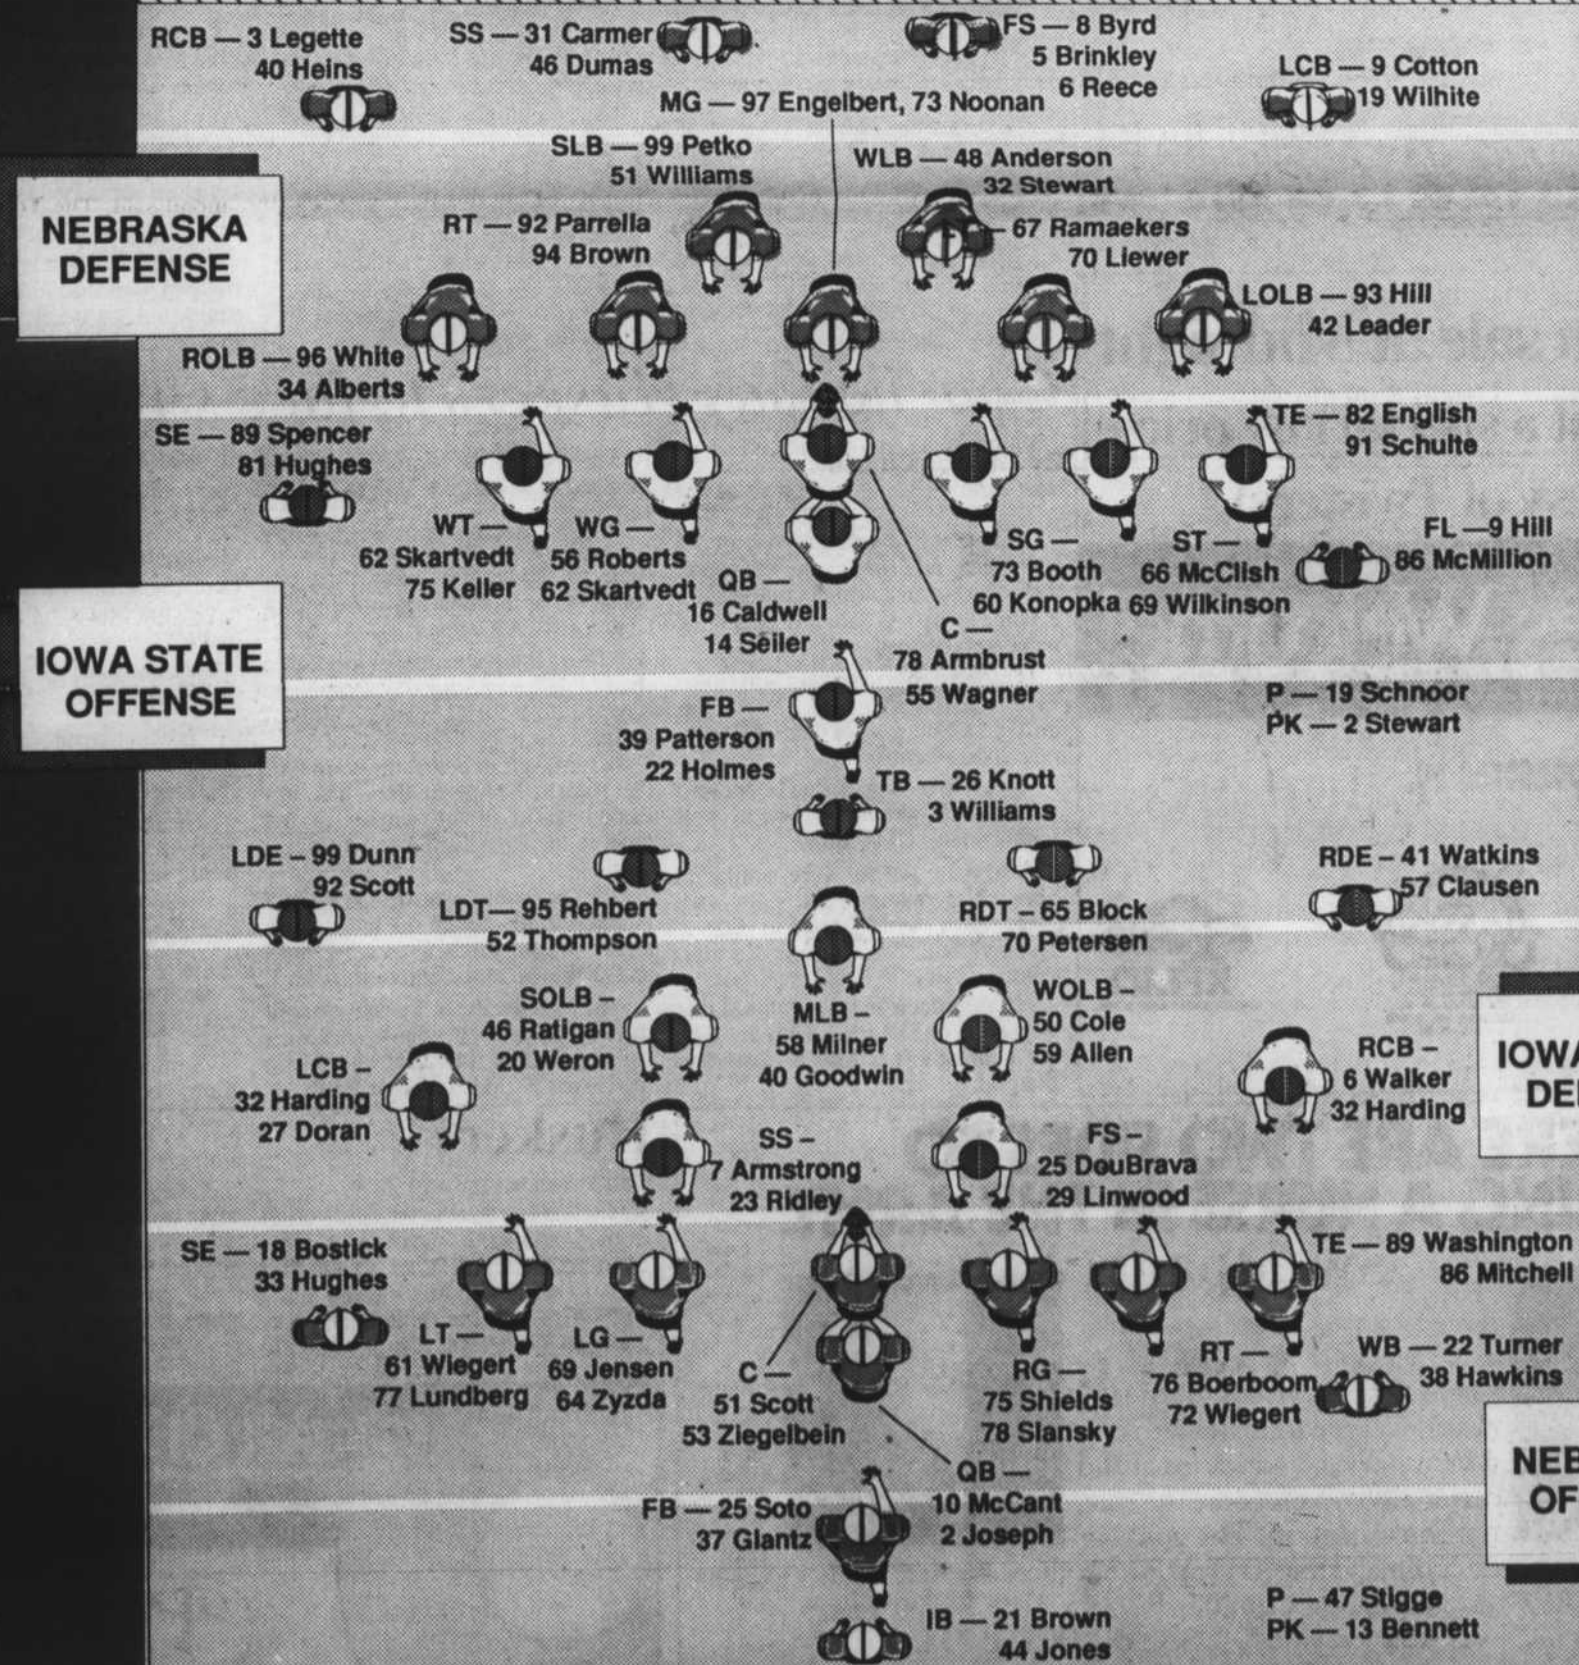 RCB — 3 Legette
40 Heins
SS — 31 Carmer
46 Dumas
FS — 8 Byrd
5 Brinkley
6 Reece
LCB — 9 Cotton
19 Wilhite
MG — 97 Engelbert, 73 Noonan
SLB — 99 Petko
51 Williams
WLB — 48 Anderson
32 Stewart
NEBRASKA
DEFENSE
RT — 92 Parrella
94 Brown
— 67 Ramaekers
70 Liewer
LOLB — 93 Hill
42 Leader
ROLB — 96 White
34 Alberts
SE — 89 Spencer
81 Hughes
TE — 82 English
91 Schulte
WT —
62 Skartvedt
75 Keller
WG —
56 Roberts
62 Skartvedt
QB —
16 Caldwell
14 Seiler
SG —
73 Booth
60 Konopka
ST —
66 McClish
69 Wilkinson
FL —9 Hill
86 McMillion
C —
78 Armbrust
55 Wagner
IOWA STATE
OFFENSE
FB —
39 Patterson
22 Holmes
P — 19 Schnoor
PK — 2 Stewart
TB — 26 Knott
3 Williams
LDE – 99 Dunn
92 Scott
LDT— 95 Rehbert
52 Thompson
RDT – 65 Block
70 Petersen
RDE – 41 Watkins
57 Clausen
SOLB –
46 Ratigan
20 Weron
MLB –
58 Milner
40 Goodwin
WOLB –
50 Cole
59 Allen
LCB –
32 Harding
27 Doran
RCB –
6 Walker
32 Harding
IOWA
DE
SS –
7 Armstrong
23 Ridley
FS –
25 DouBrava
29 Linwood
SE — 18 Bostick
33 Hughes
TE — 89 Washington
86 Mitchell
LT —
61 Wiegert
77 Lundberg
LG —
69 Jensen
64 Zyzda
C —
51 Scott
53 Ziegelbein
RG —
75 Shields
78 Slansky
RT —
76 Boerboom
72 Wiegert
WB — 22 Turner
38 Hawkins
QB —
10 McCant
2 Joseph
NEB
OF
FB — 25 Soto
37 Glantz
IB — 21 Brown
44 Jones
P — 47 Stigge
PK — 13 Bennett